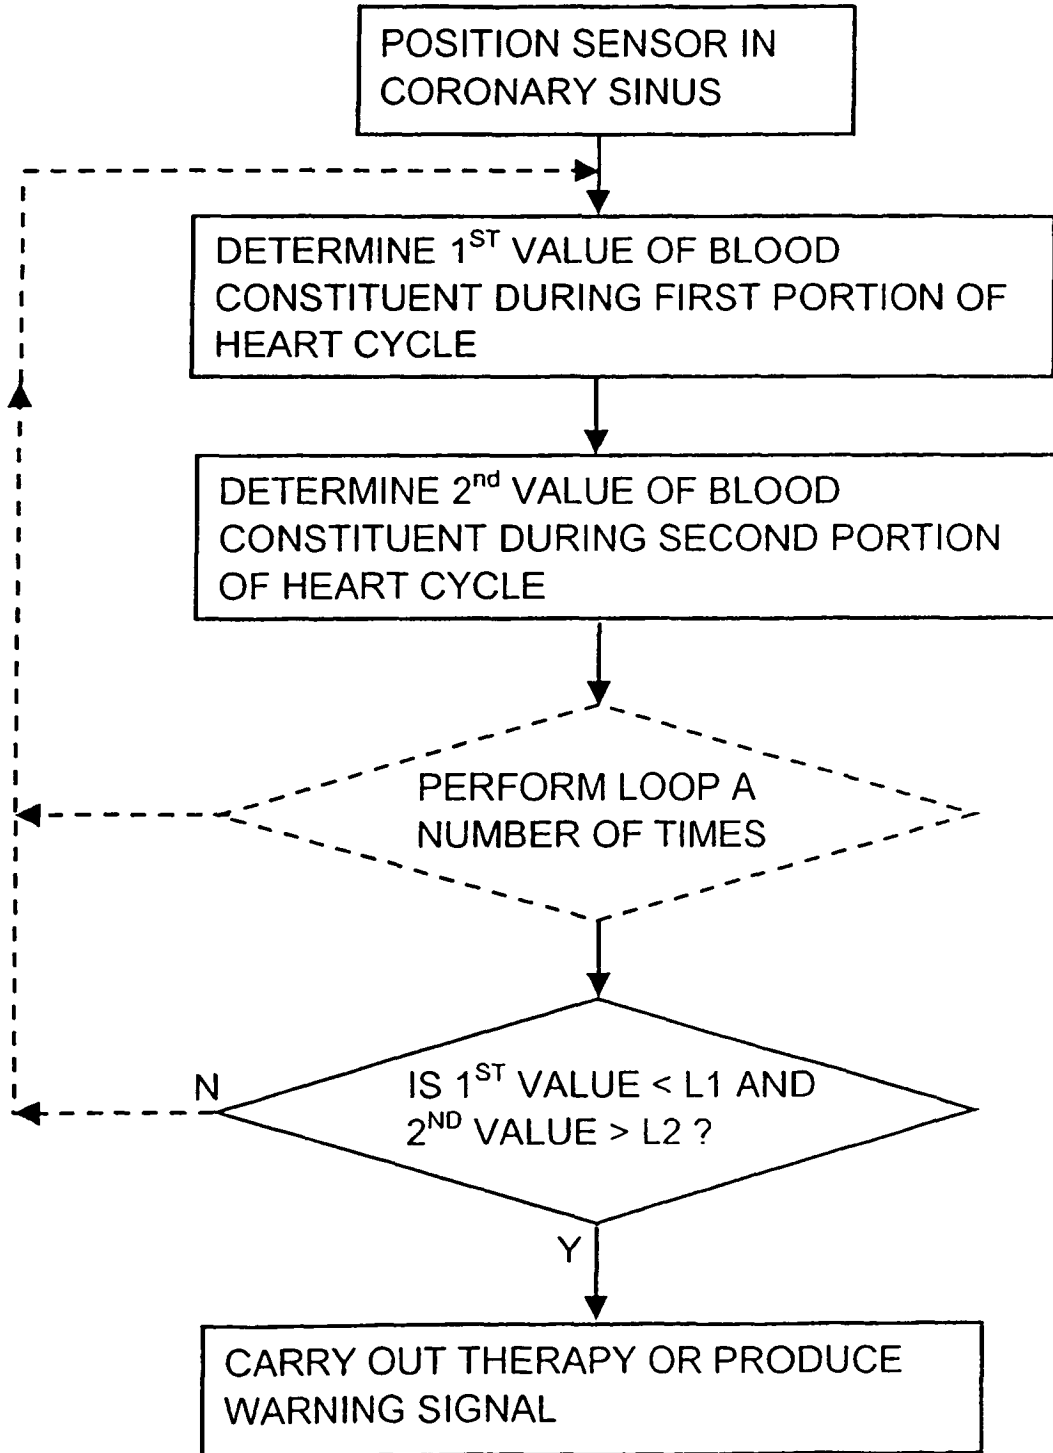 POSITION SENSOR IN
CORONARY SINUS
DETERMINE 1ST VALUE OF BLOOD
CONSTITUENT DURING FIRST PORTION OF
HEART CYCLE
DETERMINE 2nd VALUE OF BLOOD
CONSTITUENT DURING SECOND PORTION
OF HEART CYCLE
PERFORM LOOP A
NUMBER OF TIMES
N
IS 1ST VALUE < L1 AND
2ND VALUE > L2 ?
Y
CARRY OUT THERAPY OR PRODUCE
WARNING SIGNAL